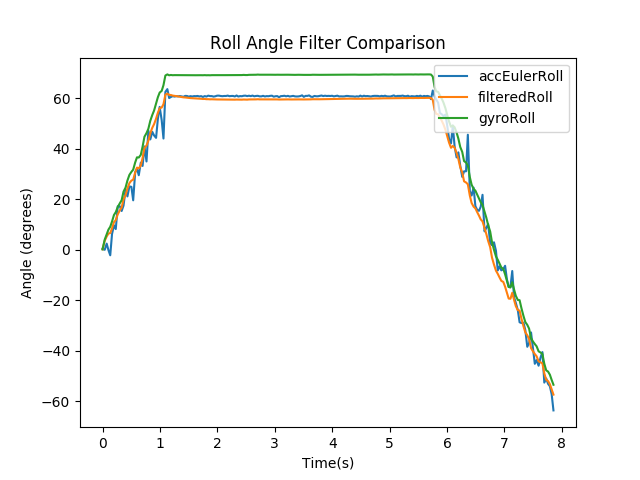 Roll Angle Filter Comparison
accEulerRoll
filteredRoll
gyroRoll
Angle (degrees)
60
40
20
0
−20
−40
−60
0 1 2 3 4 5 6 7 8
Time(s)